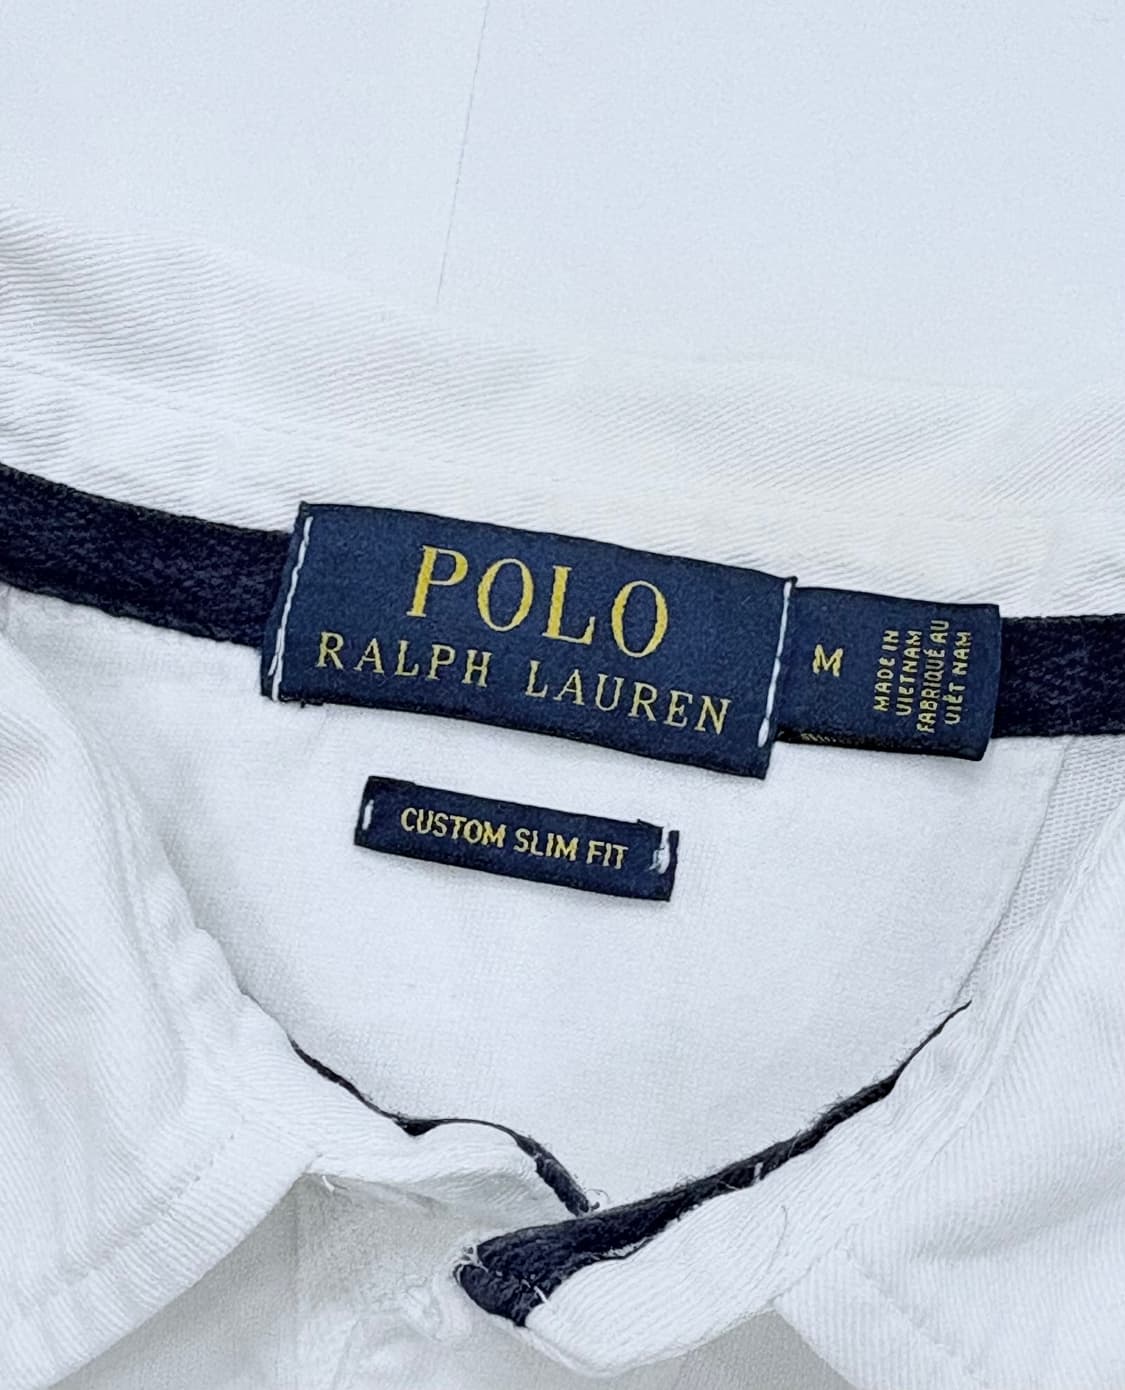 POLO
RALPH LAUREN
M
MADE IN
VIETNAM
FABRIQUÉ AU
VIÊT NAM
CUSTOM SLIM FIT